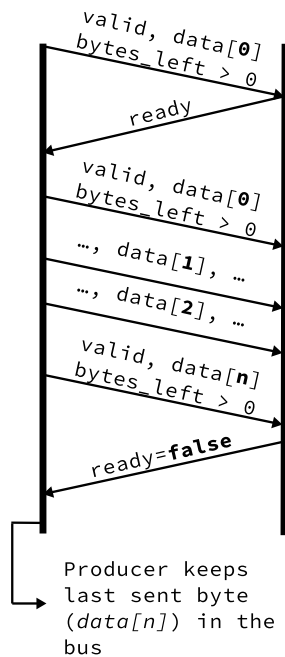 valid, data[0]
bytes_left > 0
ready
valid, data[0]
bytes_left > 0
…, data[1], …
…, data[2], …
valid, data[n]
bytes_left > 0
ready=false
Producer keeps
last sent byte
(data[n]) in the
bus